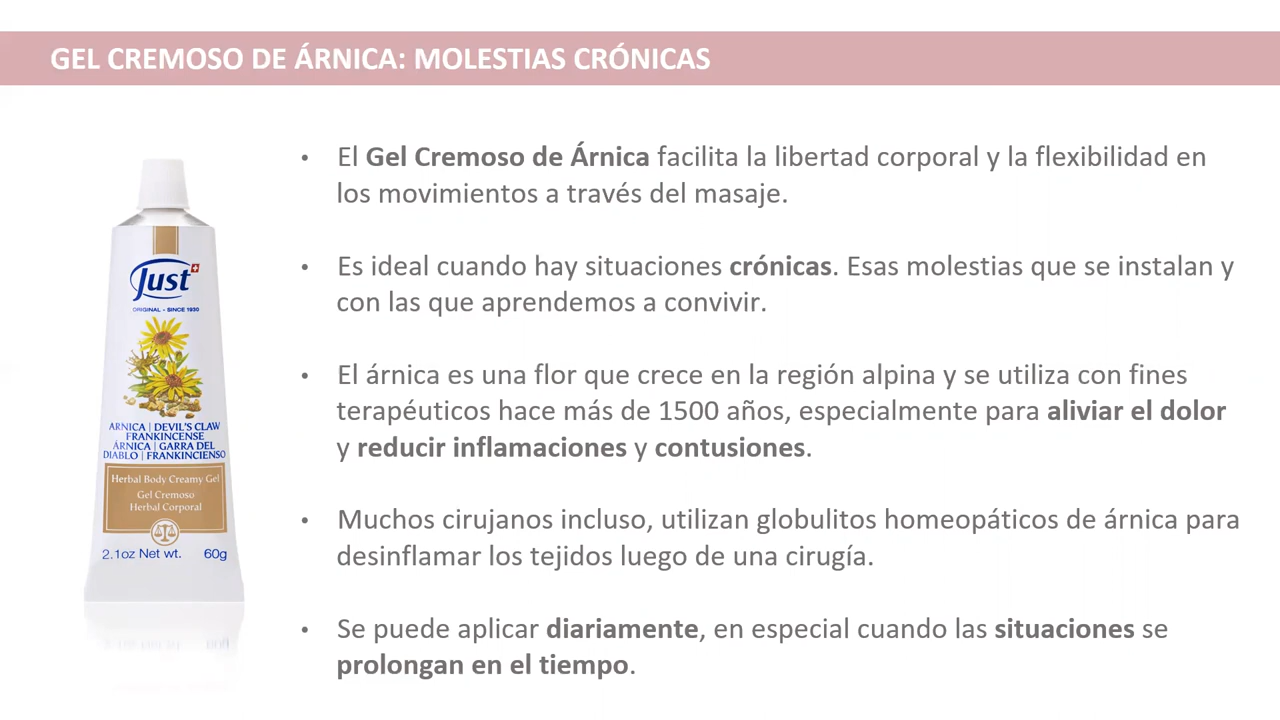 GEL CREMOSO DE ÁRNICA: MOLESTIAS CRÓNICAS
Just
ORIGINAL - SINCE 1930
ARNICA | DEVIL'S CLAW
FRANKINCENSE
ÁRNICA | GARRA DEL
DIABLO | FRANKINCIENSO
Herbal Body Creamy Gel
Gel Cremoso
Herbal Corporal
2.1oz Net wt. 60g
• El Gel Cremoso de Árnica facilita la libertad corporal y la flexibilidad en
los movimientos a través del masaje.
• Es ideal cuando hay situaciones crónicas. Esas molestias que se instalan y
con las que aprendemos a convivir.
• El árnica es una flor que crece en la región alpina y se utiliza con fines
terapéuticos hace más de 1500 años, especialmente para aliviar el dolor
y reducir inflamaciones y contusiones.
• Muchos cirujanos incluso, utilizan globulitos homeopáticos de árnica para
desinflamar los tejidos luego de una cirugía.
• Se puede aplicar diariamente, en especial cuando las situaciones se
prolongan en el tiempo.